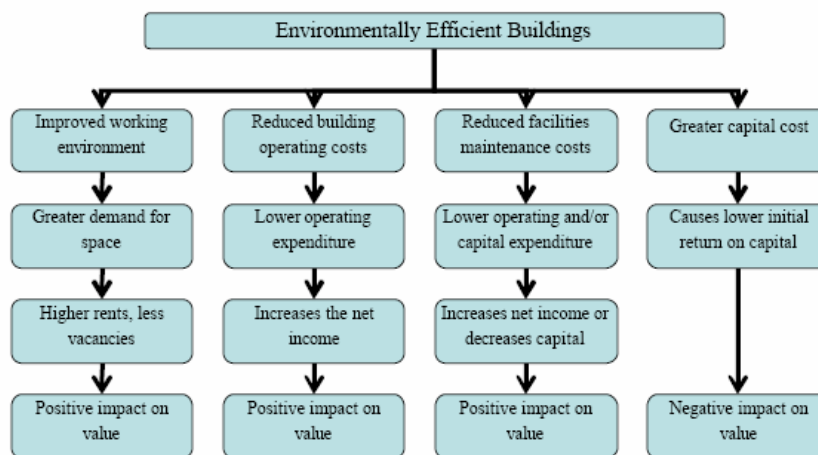 Environmentally Efficient Buildings
Improved working
environment
Reduced building
operating costs
Reduced facilities
maintenance costs
Greater capital cost
Greater demand for
space
Lower operating
expenditure
Lower operating and/or
capital expenditure
Causes lower initial
return on capital
Higher rents, less
vacancies
Increases the net
income
Increases net income or
decreases capital
Positive impact on
value
Positive impact on
value
Positive impact on
value
Negative impact on
value